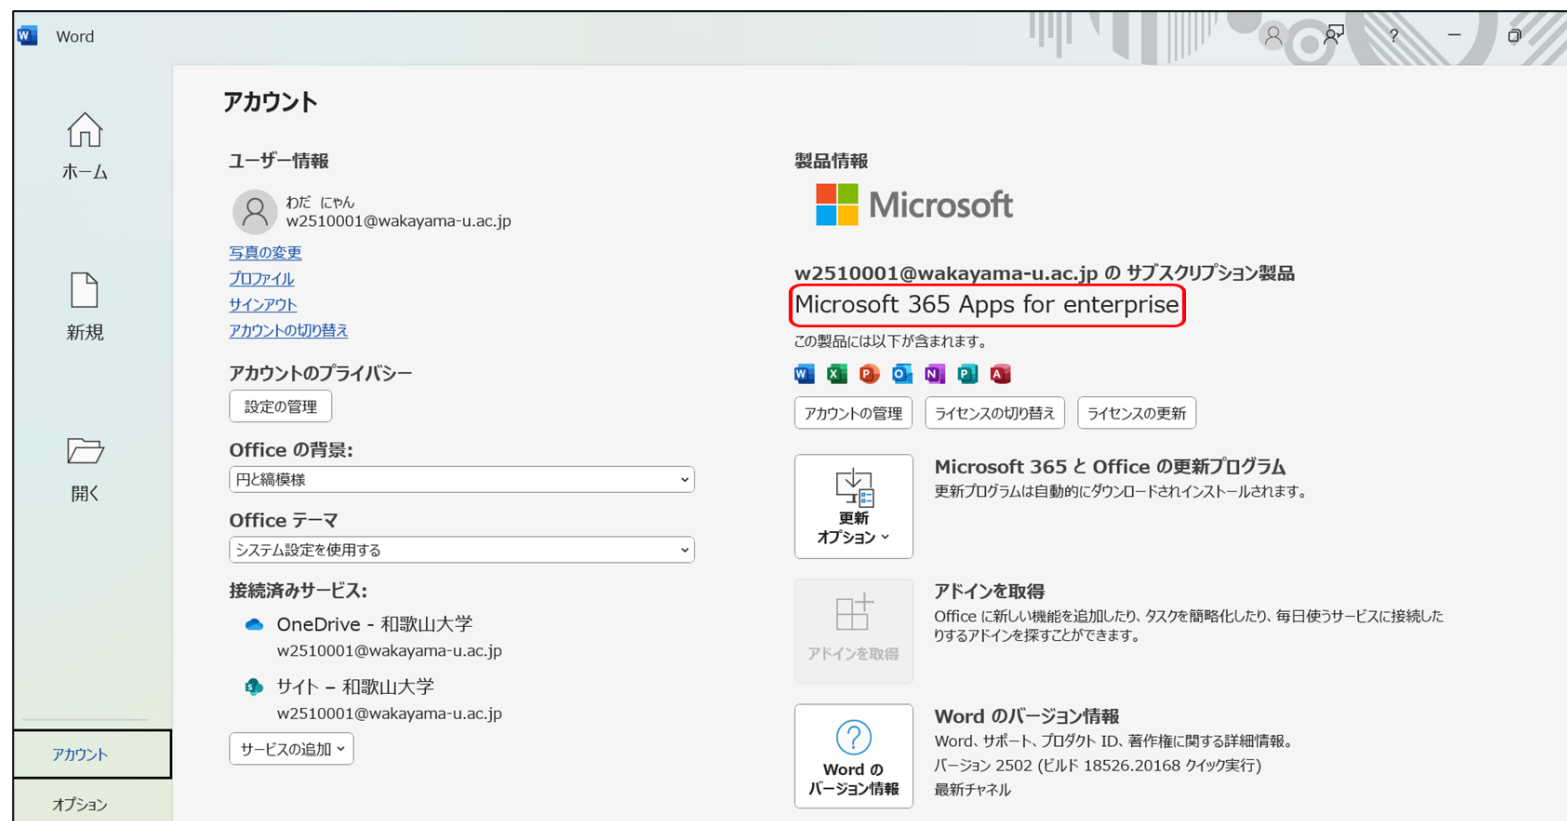 Word
?
ホーム
新規
開く
アカウント
オプション
アカウント
ユーザー情報
わだ にゃん
w2510001@wakayama-u.ac.jp
写真の変更
プロファイル
サインアウト
アカウントの切り替え
アカウントのプライバシー
設定の管理
Office の背景:
円と縞模様
Office テーマ
システム設定を使用する
接続済みサービス:
OneDrive - 和歌山大学
w2510001@wakayama-u.ac.jp
サイト – 和歌山大学
w2510001@wakayama-u.ac.jp
サービスの追加
製品情報
Microsoft
w2510001@wakayama-u.ac.jp の サブスクリプション製品
Microsoft 365 Apps for enterprise
この製品には以下が含まれます。
アカウントの管理
ライセンスの切り替え
ライセンスの更新
更新
オプション
Microsoft 365 と Office の更新プログラム
更新プログラムは自動的にダウンロードされインストールされます。
アドインを取得
アドインを取得
Office に新しい機能を追加したり、タスクを簡略化したり、毎日使うサービスに接続した
りするアドインを探すことができます。
Word の
バージョン情報
Word のバージョン情報
Word、サポート、プロダクト ID、著作権に関する詳細情報。
バージョン 2502 (ビルド 18526.20168 クイック実行)
最新チャネル